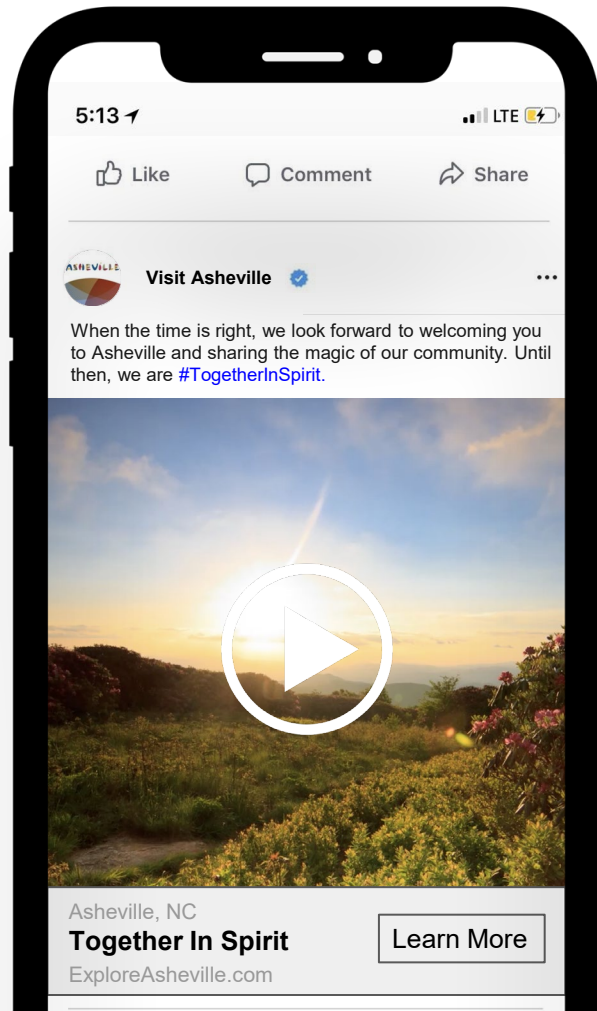 5:13
LTE
Like Comment Share
ASHEVILLE
Visit Asheville
When the time is right, we look forward to welcoming you
to Asheville and sharing the magic of our community. Until
then, we are #TogetherInSpirit.
Asheville, NC
Together In Spirit
Learn More
ExploreAsheville.com